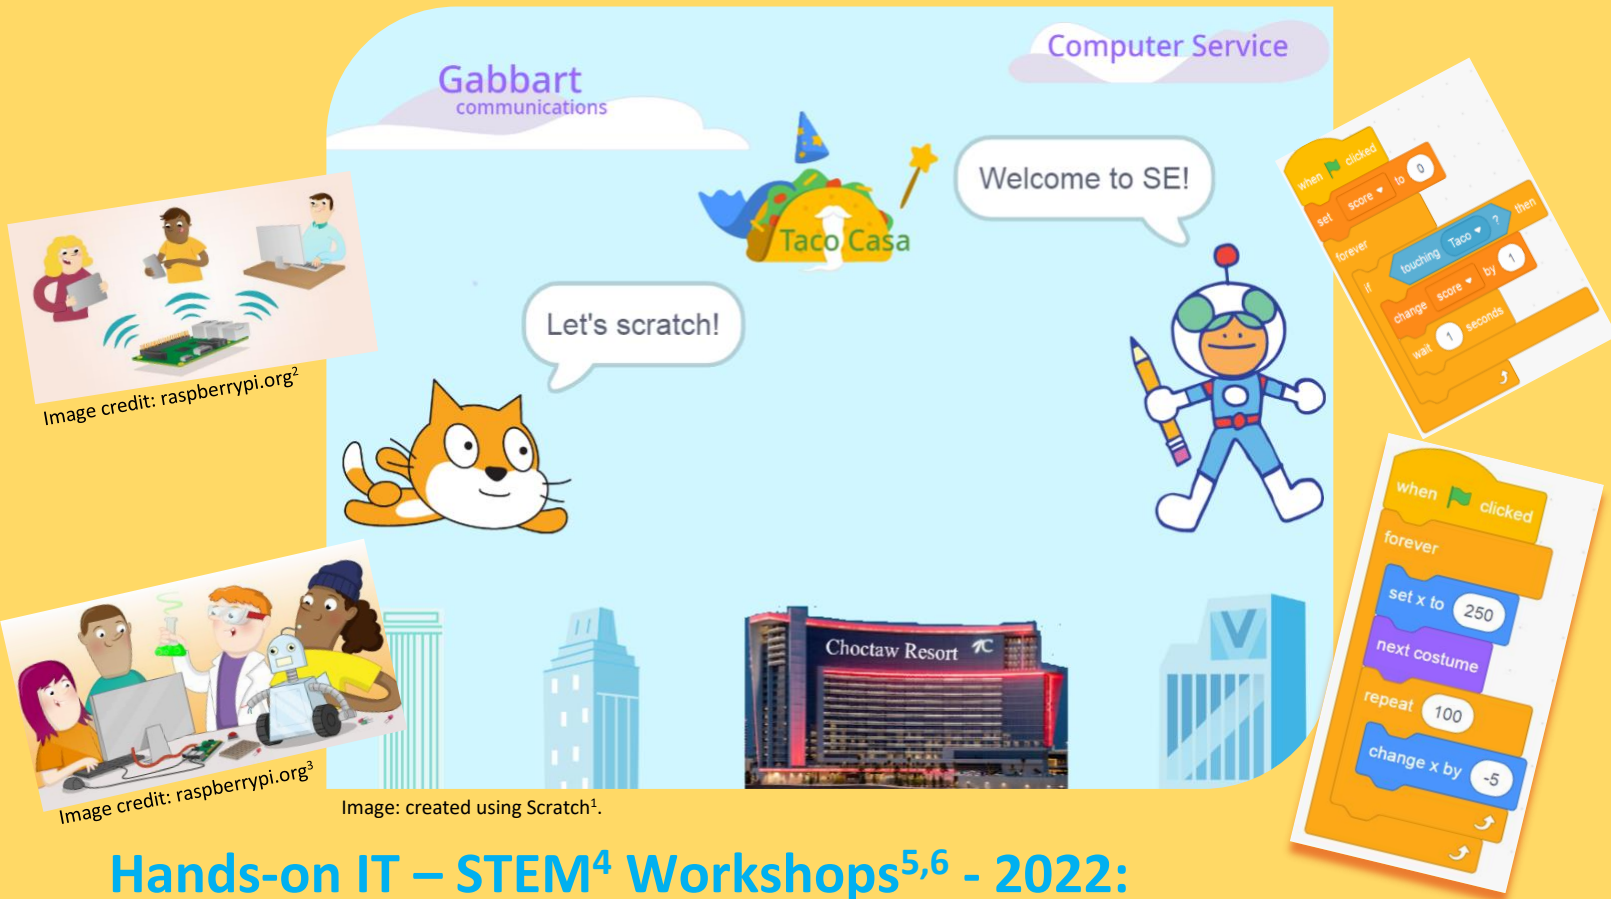 Gabbart
communications
Computer Service
Taco Casa
Welcome to SE!
Let's scratch!
Choctaw Resort
Image credit: raspberrypi.org2
Image credit: raspberrypi.org3
Image: created using Scratch1.
when clicked
set score to 0
forever
if touching Taco ? then
change score by 1
wait 1 seconds
when clicked
forever
set x to 250
next costume
repeat 100
change x by -5
Hands-on IT – STEM4 Workshops5,6 - 2022: